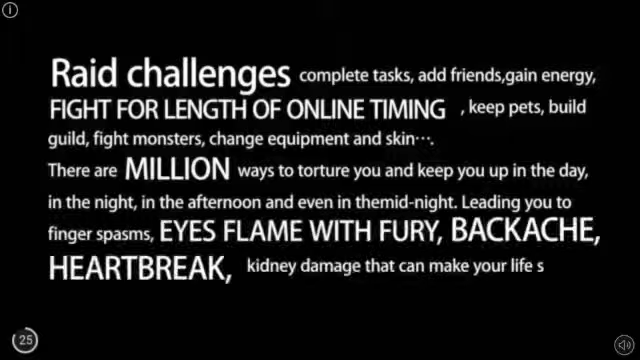 Raid challenges complete tasks, add friends,gain energy,
FIGHT FOR LENGTH OF ONLINE TIMING , keep pets, build
guild, fight monsters, change equipment and skin···.
There are MILLION ways to torture you and keep you up in the day,
in the night, in the afternoon and even in themid-night. Leading you to
finger spasms, EYES FLAME WITH FURY, BACKACHE,
HEARTBREAK, kidney damage that can make your life s
25